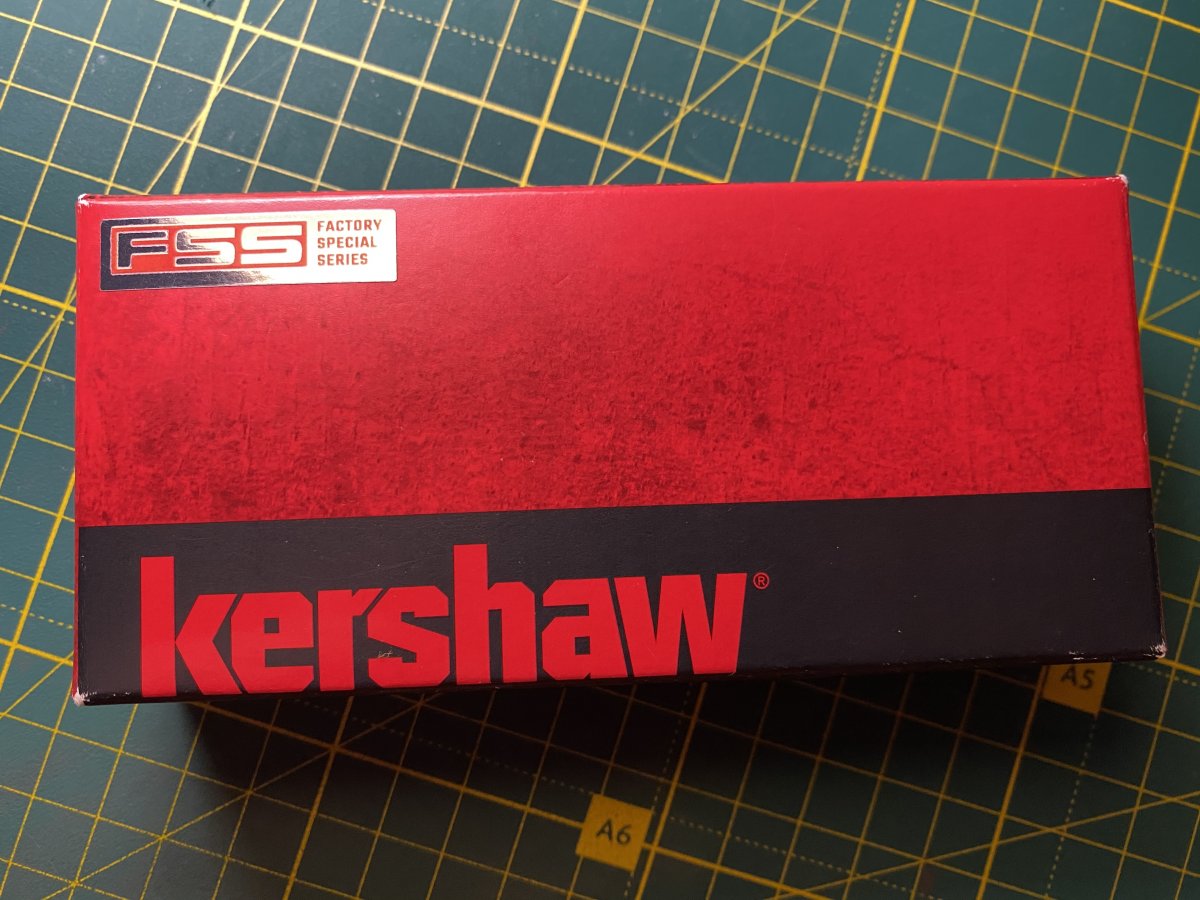 FSS
FACTORY
SPECIAL
SERIES
kershaw®
A5
A6